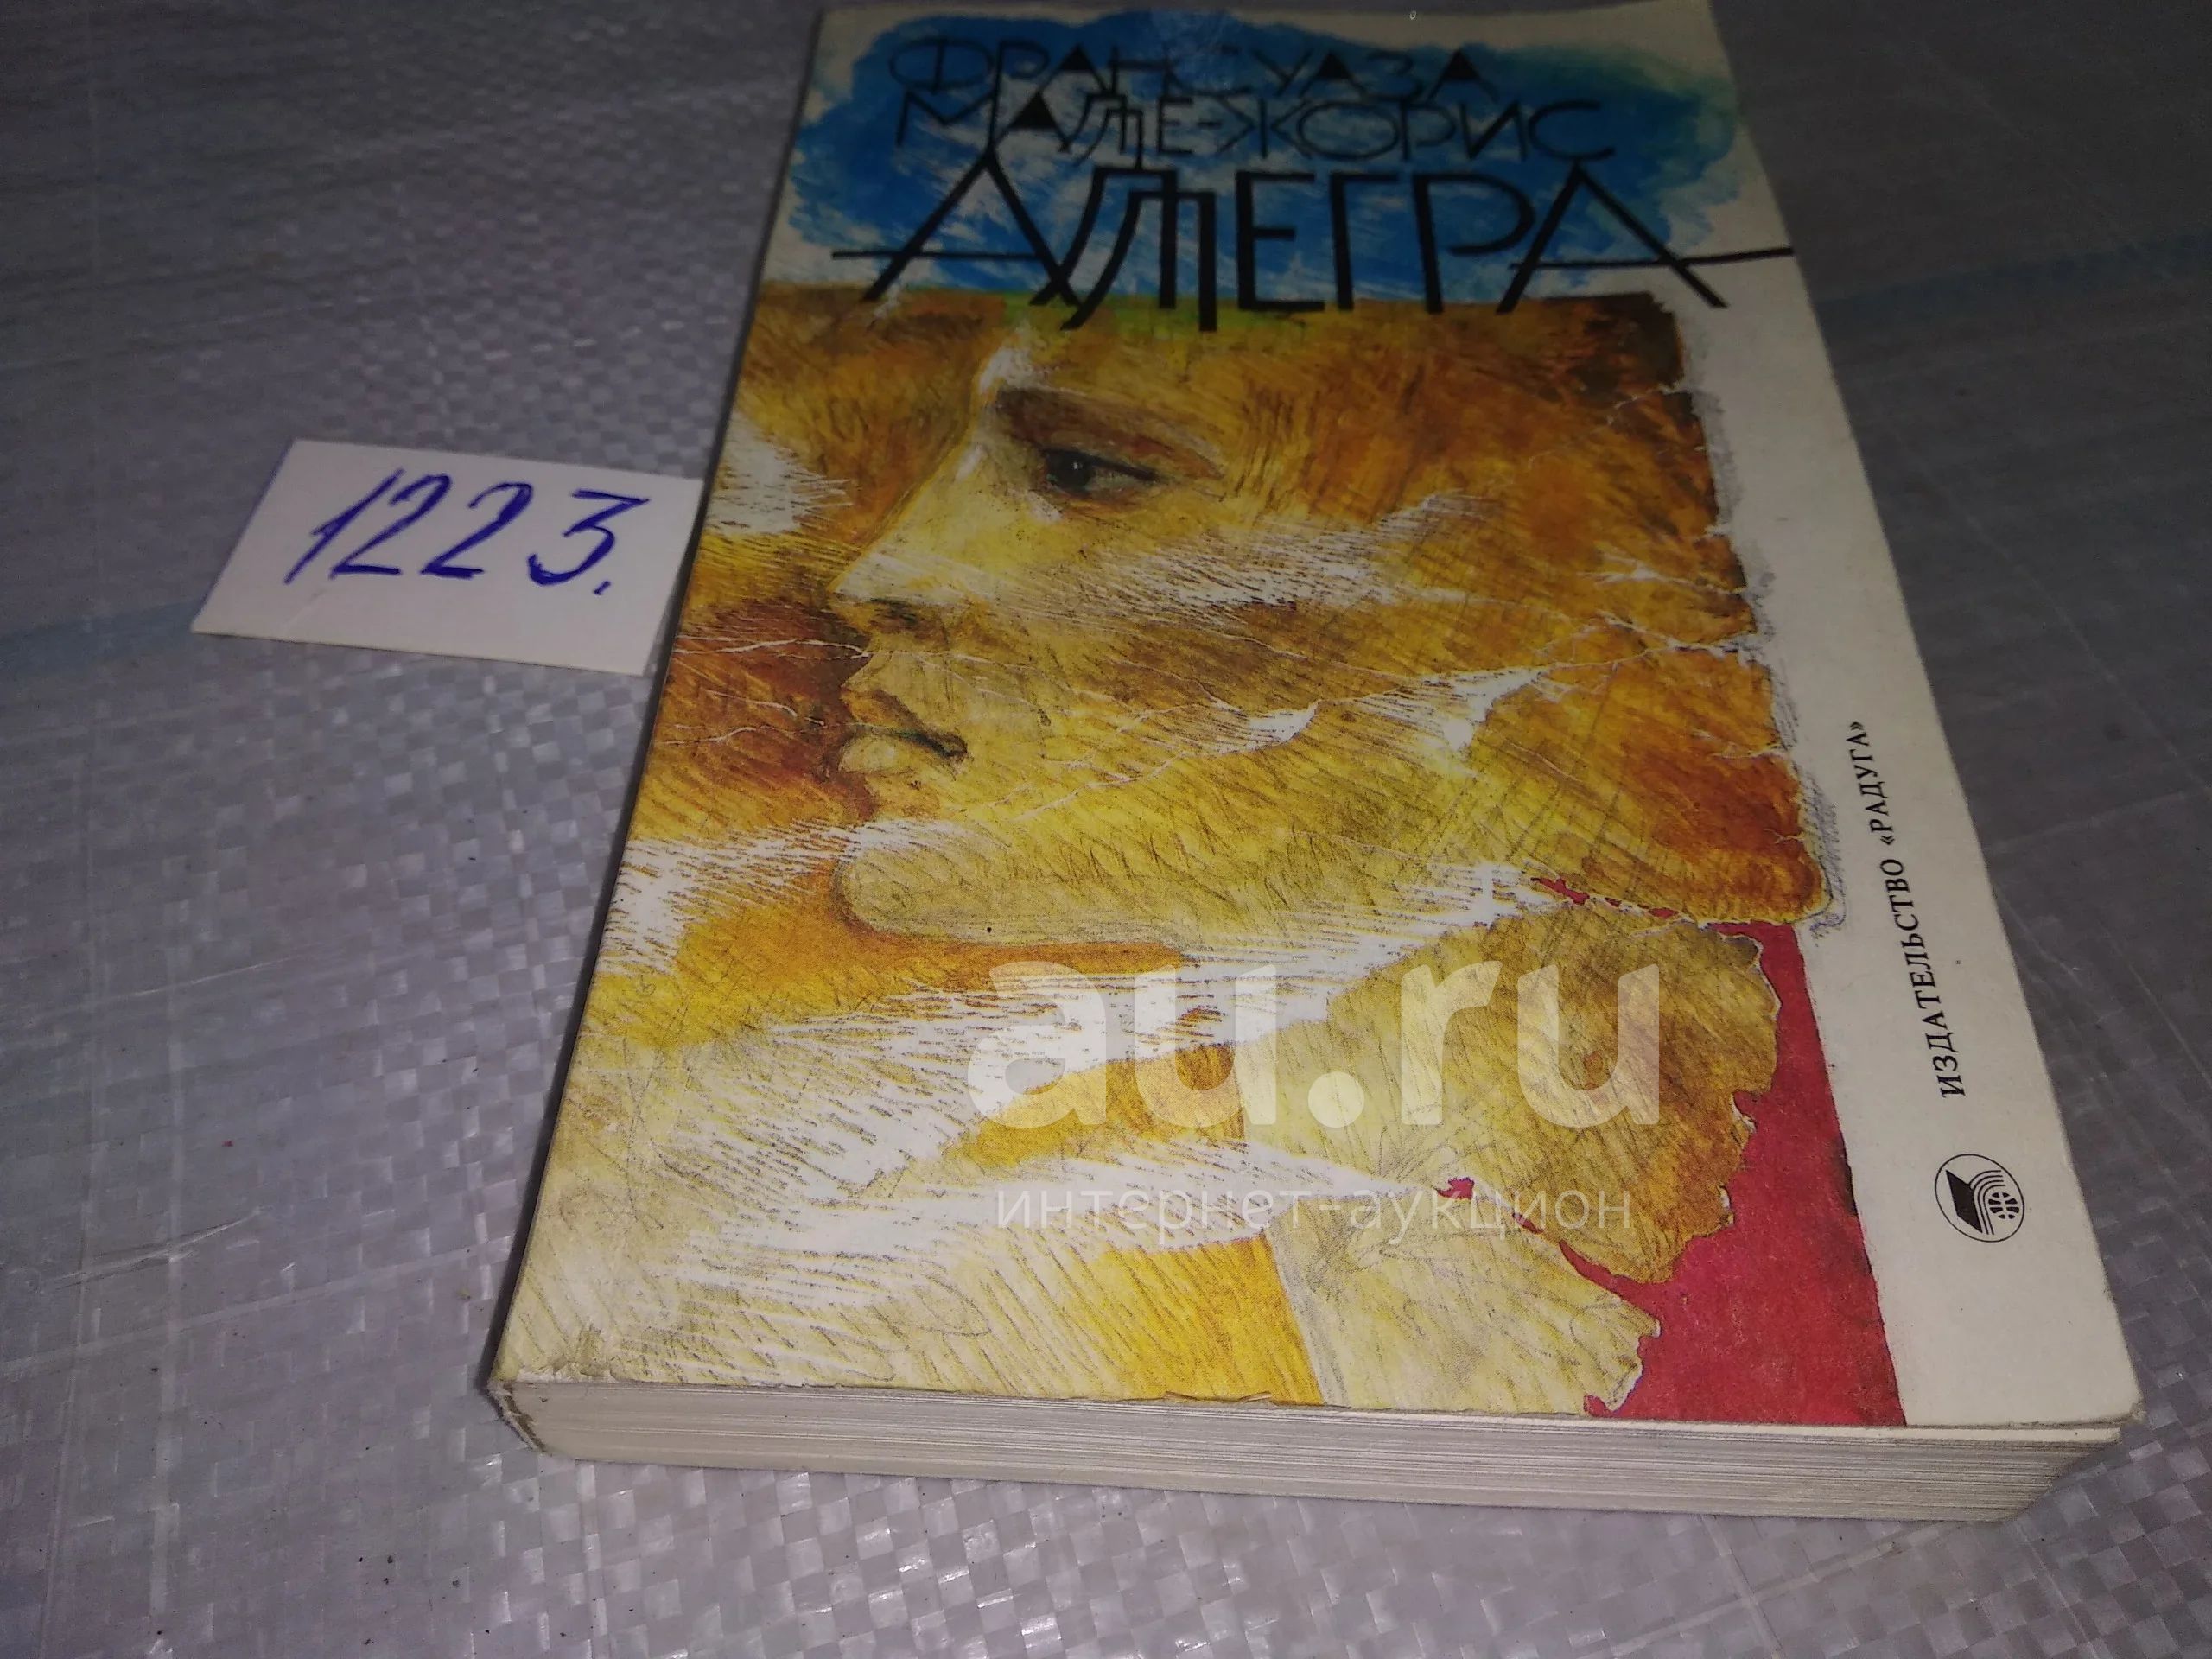 ФРАНСУАЗА
МАЛЛЕ-ЖОРИС
АЛЛЕГРА
1223.
ИЗДАТЕЛЬСТВО «РАДУГА»
au.ru
интернет-аукцион